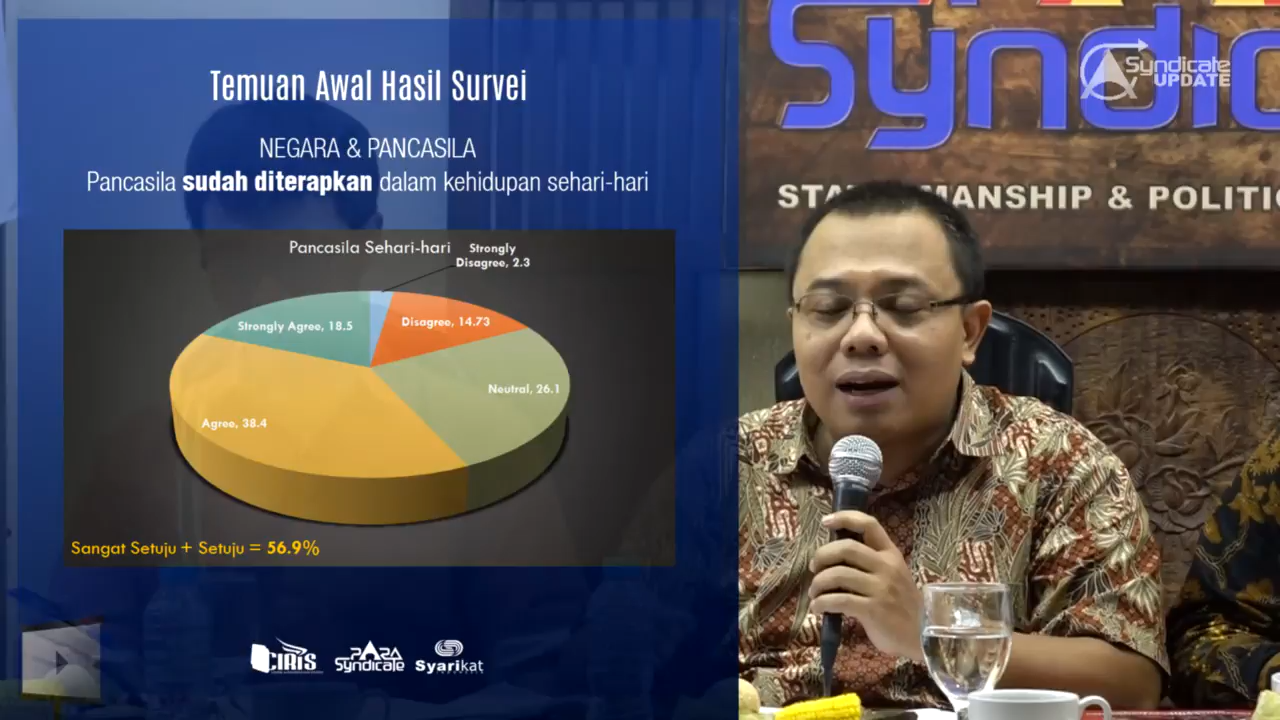 Temuan Awal Hasil Survei
NEGARA & PANCASILA
Pancasila sudah diterapkan dalam kehidupan sehari-hari
Pancasila Sehari-hari
Strongly
Disagree, 2.3
Strongly Agree, 18.5
Disagree, 14.73
Neutral, 26.1
Agree, 38.4
Sangat Setuju + Setuju = 56.9%
CIRIS
PARA
Syndicate
Syarikat
Syndicate
UPDATE
Syndic
MANSHIP & POLITIC